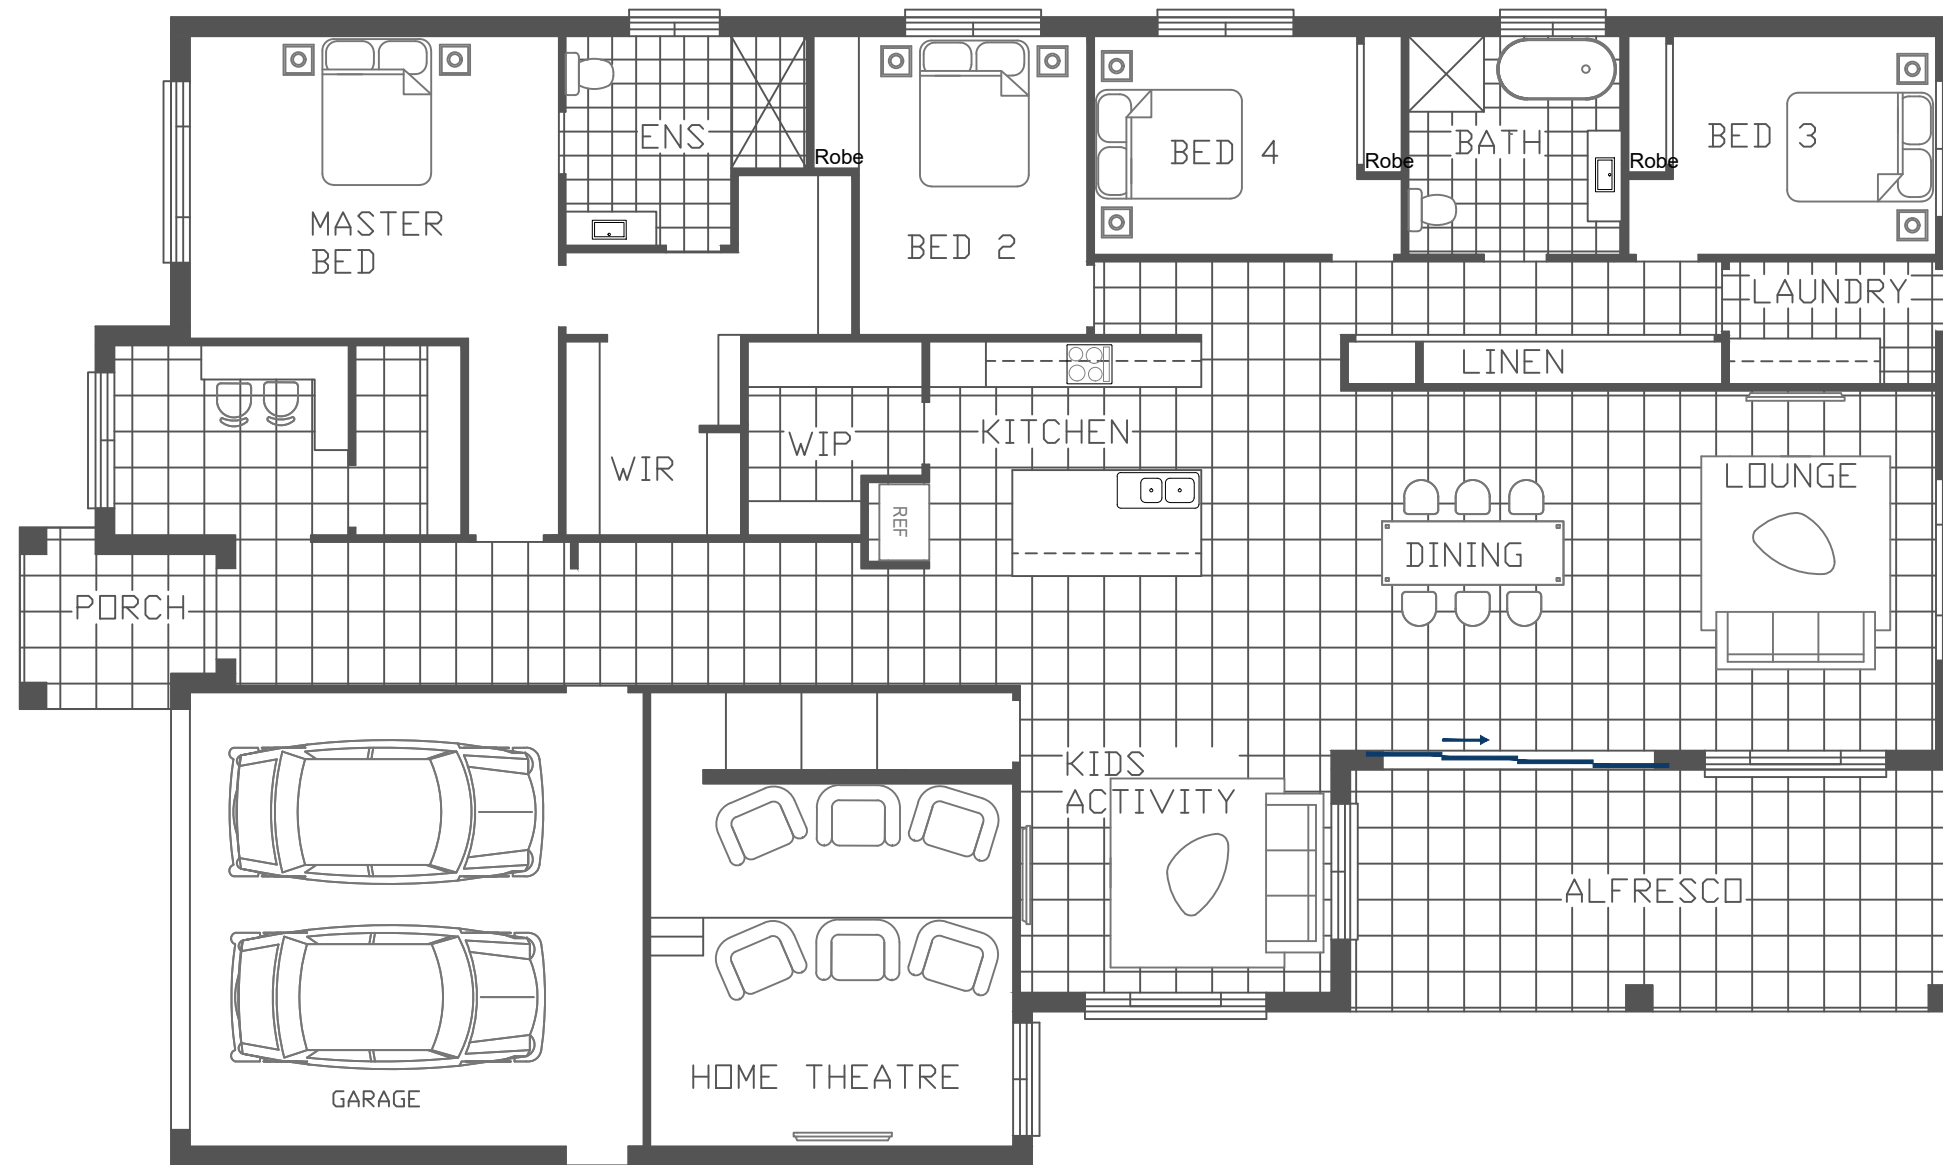 ENS
Robe
BED 4
Robe
BATH
Robe
BED 3
MASTER
BED
BED 2
LAUNDRY
LINEN
WIR
WIP
KITCHEN
LOUNGE
REF
DINING
PORCH
KIDS
ACTIVITY
ALFRESCO
HOME THEATRE
GARAGE